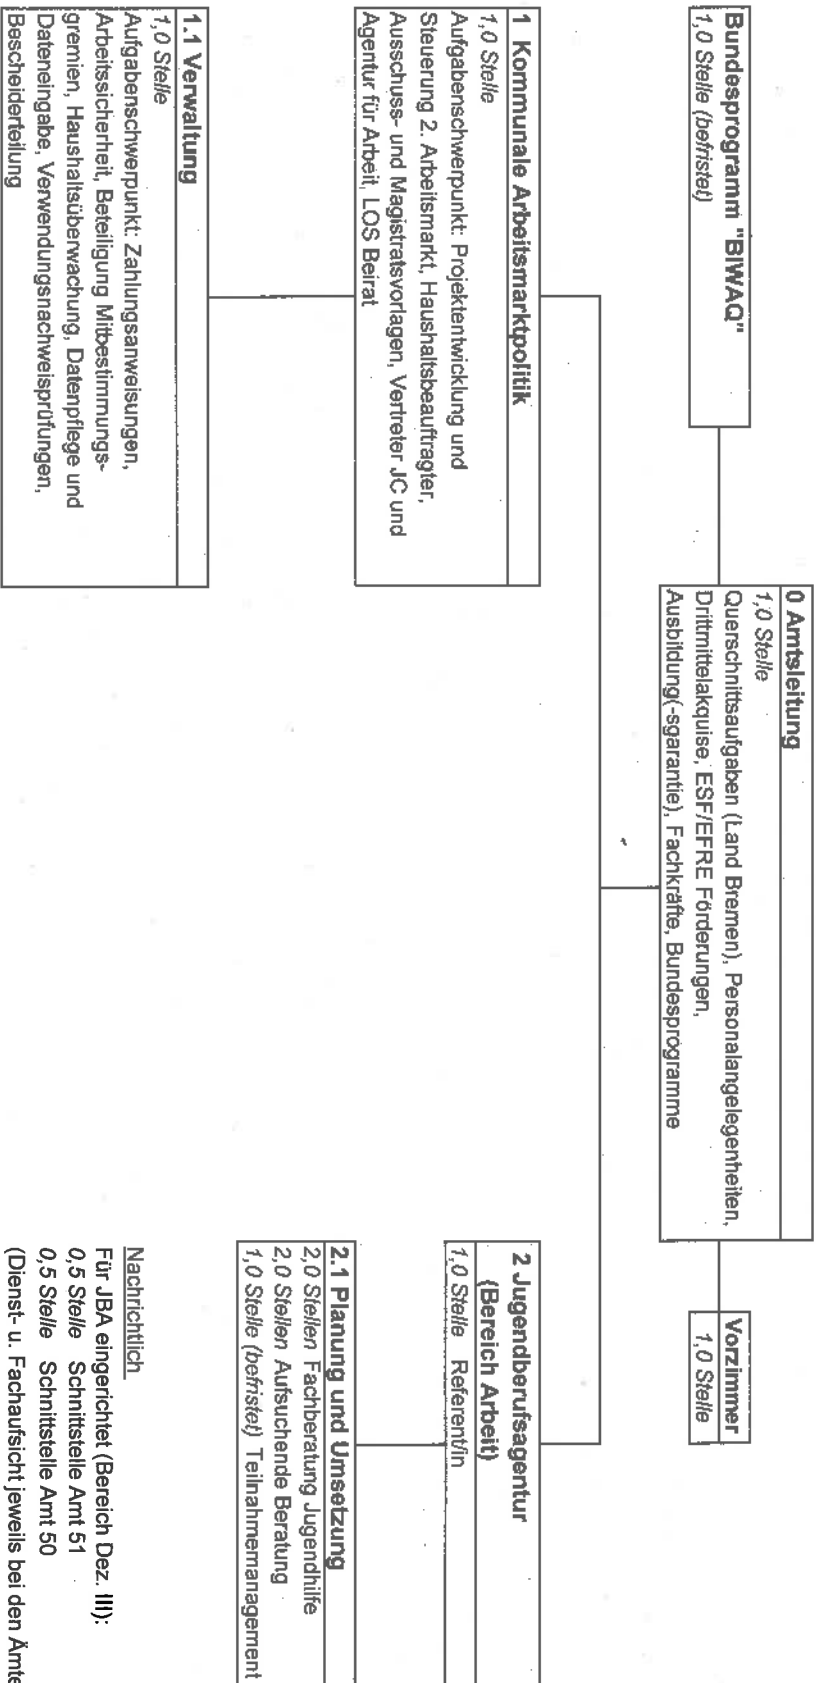 0 Amtsleitung
1,0 Stelle
Querschnittsaufgaben (Land Bremen), Personalangelegenheiten,
Drittmittelakquise, ESF/EFRE Förderungen,
Ausbildung(-sgarantie), Fachkräfte, Bundesprogramme
Bundesprogramm "BIWAQ"
1,0 Stelle (befristet)
Vorzimmer
1,0 Stelle
1 Kommunale Arbeitsmarktpolitik
1,0 Stelle
Aufgabenschwerpunkt: Projektentwicklung und
Steuerung 2. Arbeitsmarkt, Haushaltsbeauftragter,
Ausschuss- und Magistratsvorlagen, Vertreter JC und
Agentur für Arbeit, LOS Beirat
2 Jugendberufsagentur
(Bereich Arbeit)
1,0 Stelle Referent/in
1.1 Verwaltung
1,0 Stelle
Aufgabenschwerpunkt: Zahlungsanweisungen,
Arbeitssicherheit, Beteiligung Mitbestimmungs-
gremien, Haushaltsüberwachung, Datenpflege und
Dateneingabe, Verwendungsnachweisprüfungen,
Bescheiderteilung
2.1 Planung und Umsetzung
2,0 Stellen Fachberatung Jugendhilfe
2,0 Stellen Aufsuchende Beratung
1,0 Stelle (befristet) Teilnahmemanagement
Nachrichtlich
Für JBA eingerichtet (Bereich Dez. III):
0,5 Stelle Schnittstelle Amt 51
0,5 Stelle Schnittstelle Amt 50
(Dienst- u. Fachaufsicht jeweils bei den Ämte